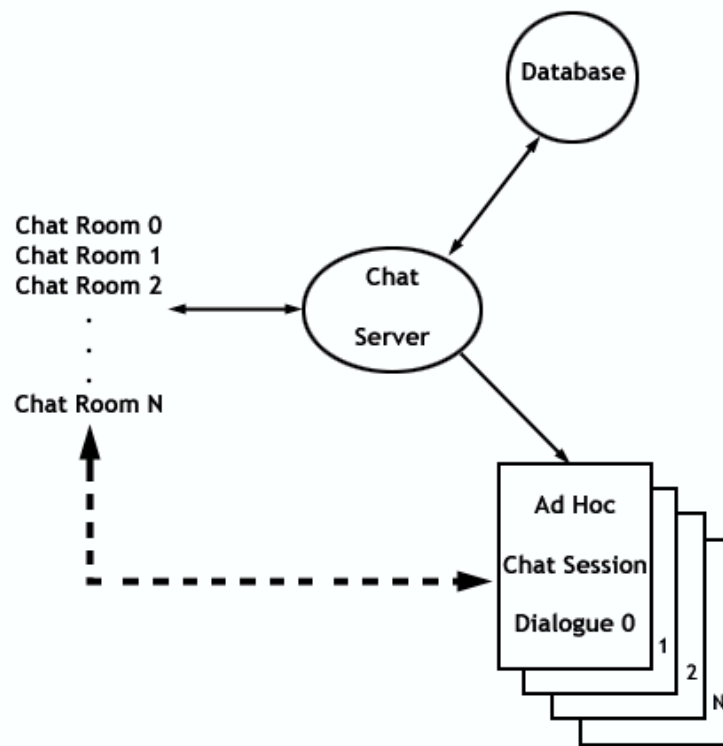 Database
Chat Room 0
Chat Room 1
Chat Room 2
.
.
.
Chat Room N
Chat
Server
Ad Hoc
Chat Session
Dialogue 0
1
2
N